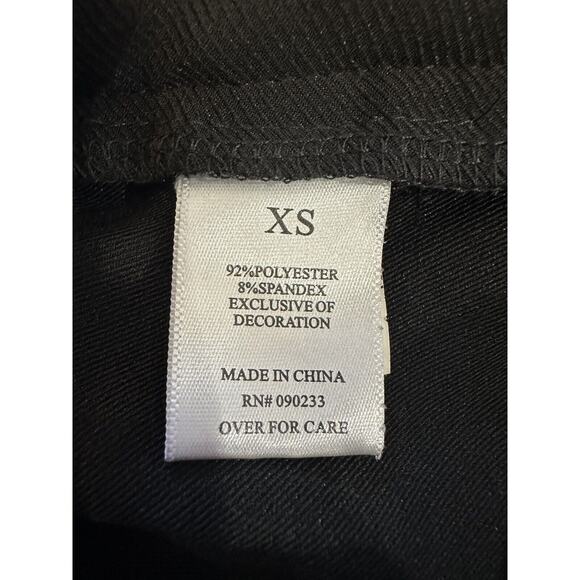 XS
92%POLYESTER
8%SPANDEX
EXCLUSIVE OF
DECORATION
MADE IN CHINA
RN# 090233
OVER FOR CARE